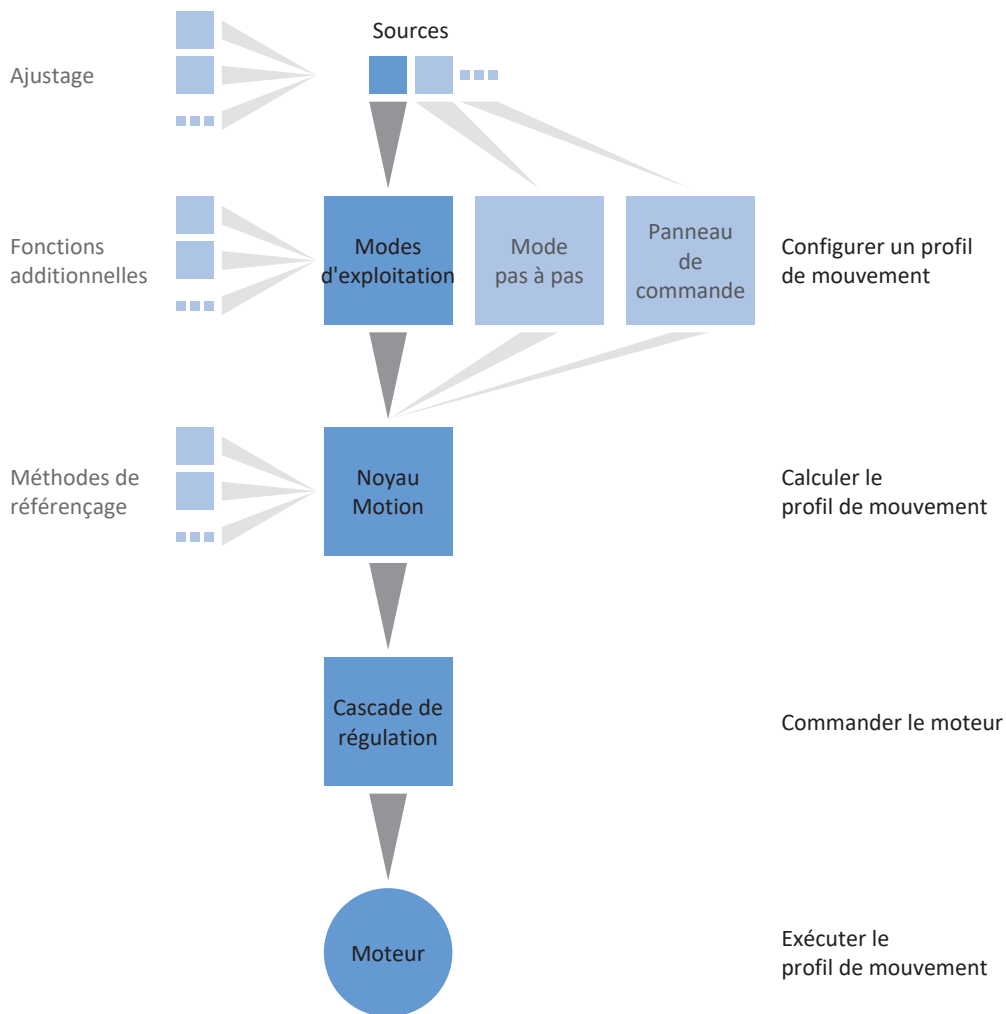 Sources
Ajustage
Fonctions
additionnelles
Modes
d'exploitation
Mode
pas à pas
Panneau
de
commande
Configurer un profil
de mouvement
Méthodes de
référençage
Noyau
Motion
Calculer le
profil de mouvement
Cascade de
régulation
Commander le moteur
Moteur
Exécuter le
profil de mouvement